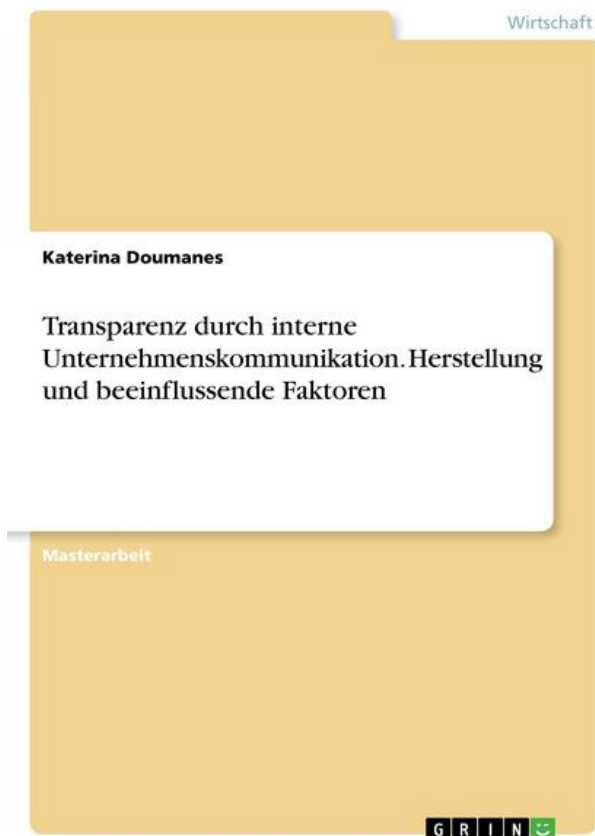 Wirtschaft
Katerina Doumanes
Transparenz durch interne
Unternehmenskommunikation. Herstellung
und beeinflussende Faktoren
Masterarbeit
GRIN